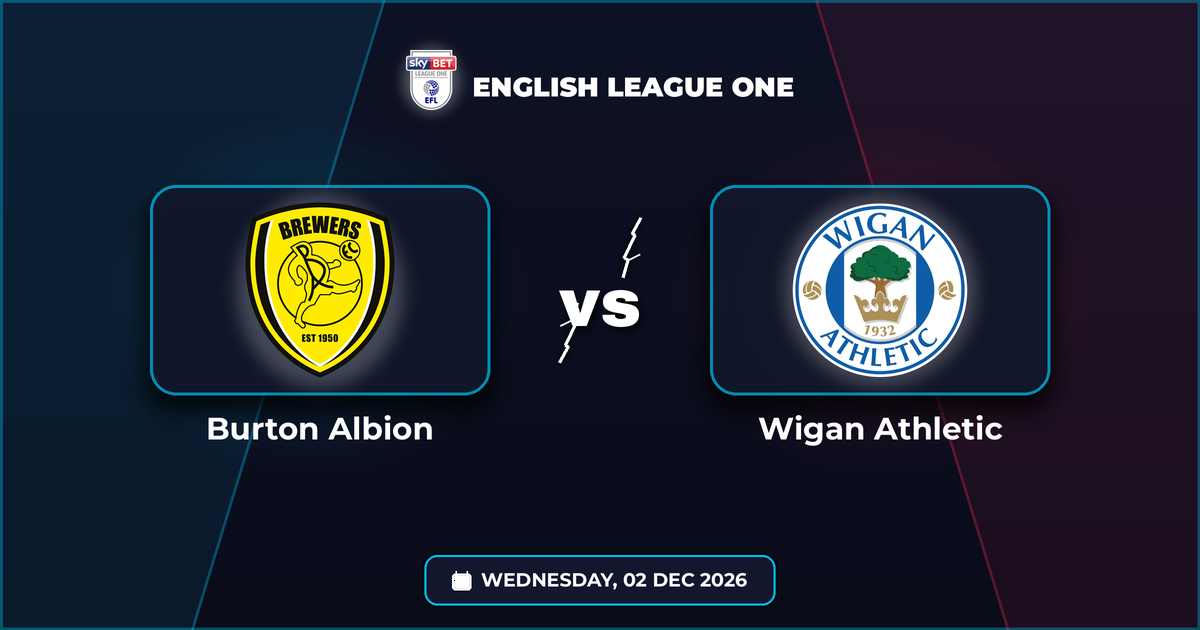 sky BET
LEAGUE ONE
EFL
ENGLISH LEAGUE ONE
BREWERS
EST 1950
vs
WIGAN
1932
ATHLETIC
Burton Albion
Wigan Athletic
WEDNESDAY, 02 DEC 2026